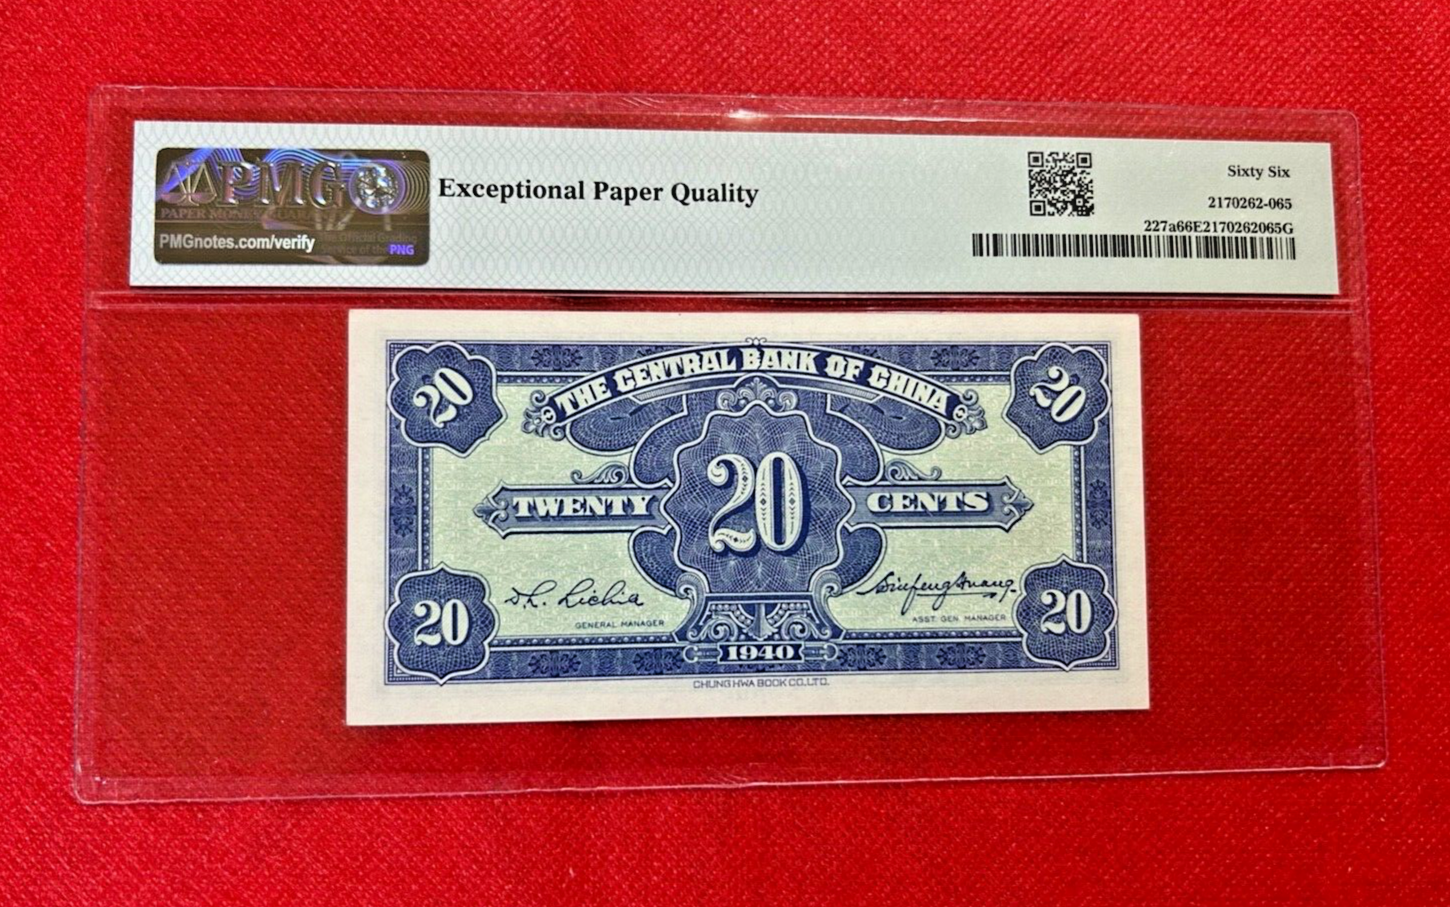 PMG
PAPER MONEY GUARANTY
PMGnotes.com/verify
PNG
Exceptional Paper Quality
Sixty Six
2170262-065
227a66E2170262065G
THE CENTRAL BANK OF CHINA
20
20
TWENTY
20
CENTS
GENERAL MANAGER
ASST. GEN. MANAGER
20
20
1940
CHUNG HWA BOOK CO., LTD.